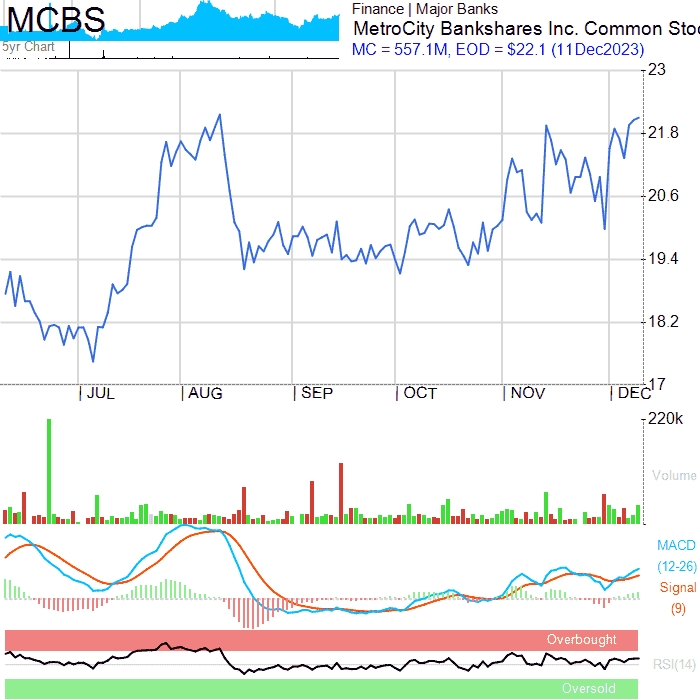 MCBS
5yr Chart
Finance | Major Banks
MetroCity Bankshares Inc. Common Stoc
MC = 557.1M, EOD = $22.1 (11Dec2023)
23
21.8
20.6
19.4
18.2
17
JUL AUG SEP OCT NOV DEC
220k
Volume
MACD
(12-26)
Signal
(9)
Overbought
RSI(14)
Oversold